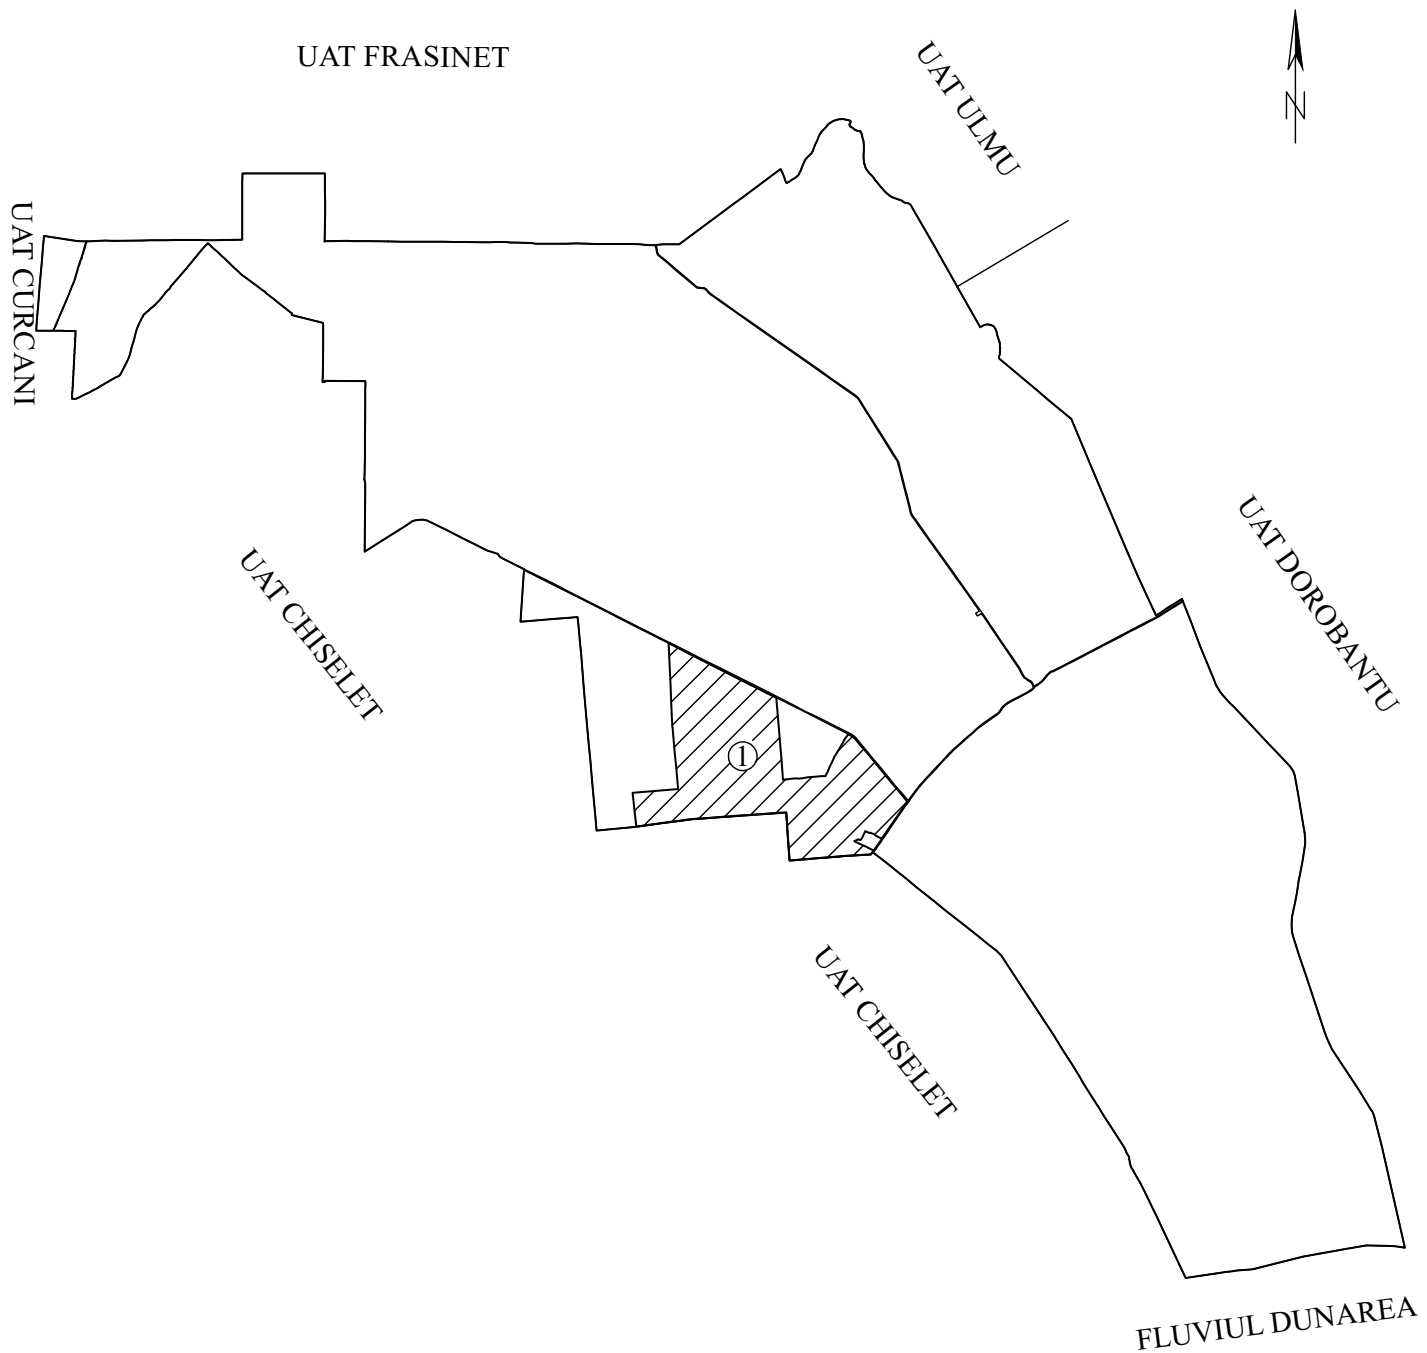 UAT FRASINET
UAT ULMU
N
UAT CURCANI
UAT DOROBANTU
UAT CHISELET
1
UAT CHISELET
FLUVIUL DUNAREA